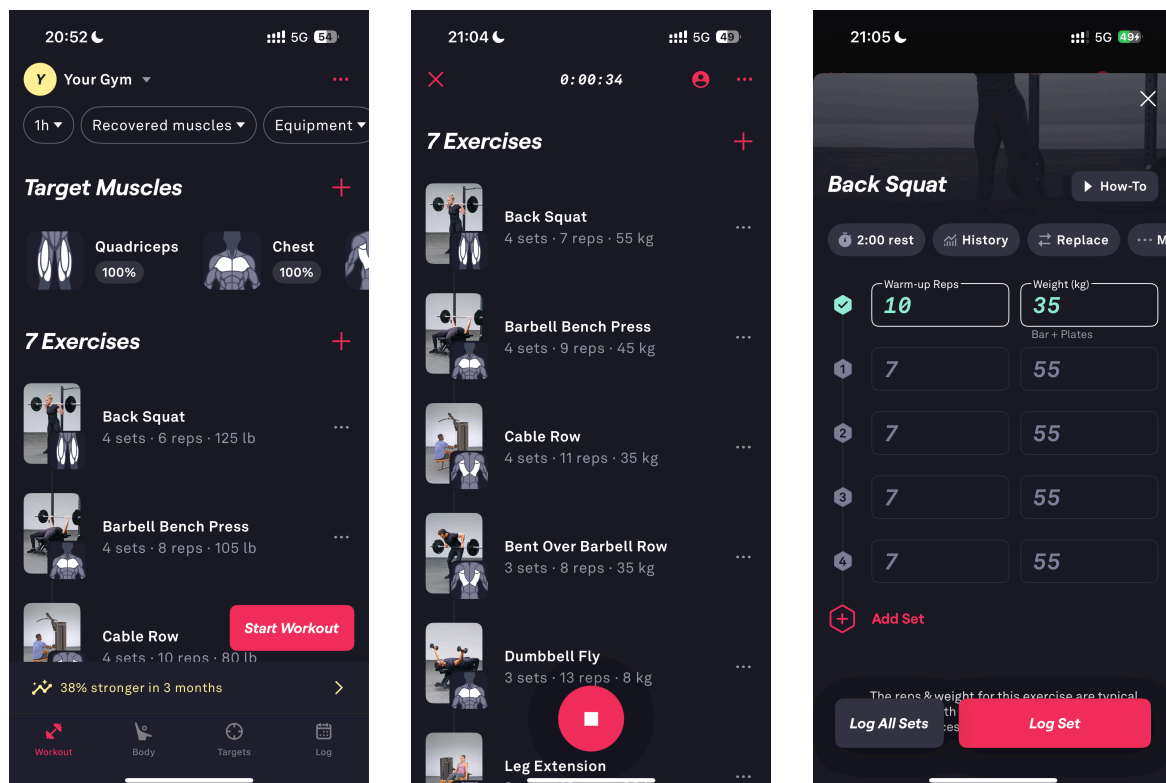 20:52
5G 54
Y Your Gym
1h Recovered muscles Equipment
Target Muscles
Quadriceps
100%
Chest
100%
7 Exercises
Back Squat
4 sets · 6 reps · 125 lb
Barbell Bench Press
4 sets · 8 reps · 105 lb
Cable Row
4 sets · 10 reps · 80 lb
Start Workout
38% stronger in 3 months
Workout Body Targets Log
21:04
5G 49
0:00:34
7 Exercises
Back Squat
4 sets · 7 reps · 55 kg
Barbell Bench Press
4 sets · 9 reps · 45 kg
Cable Row
4 sets · 11 reps · 35 kg
Bent Over Barbell Row
3 sets · 8 reps · 35 kg
Dumbbell Fly
3 sets · 13 reps · 8 kg
Leg Extension
21:05
5G 49
Back Squat
How-To
2:00 rest History Replace M
Warm-up Reps Weight (kg)
10 35
Bar + Plates
1 7 55
2 7 55
3 7 55
4 7 55
Add Set
The reps & weight for this exercise are typical
Log All Sets Log Set